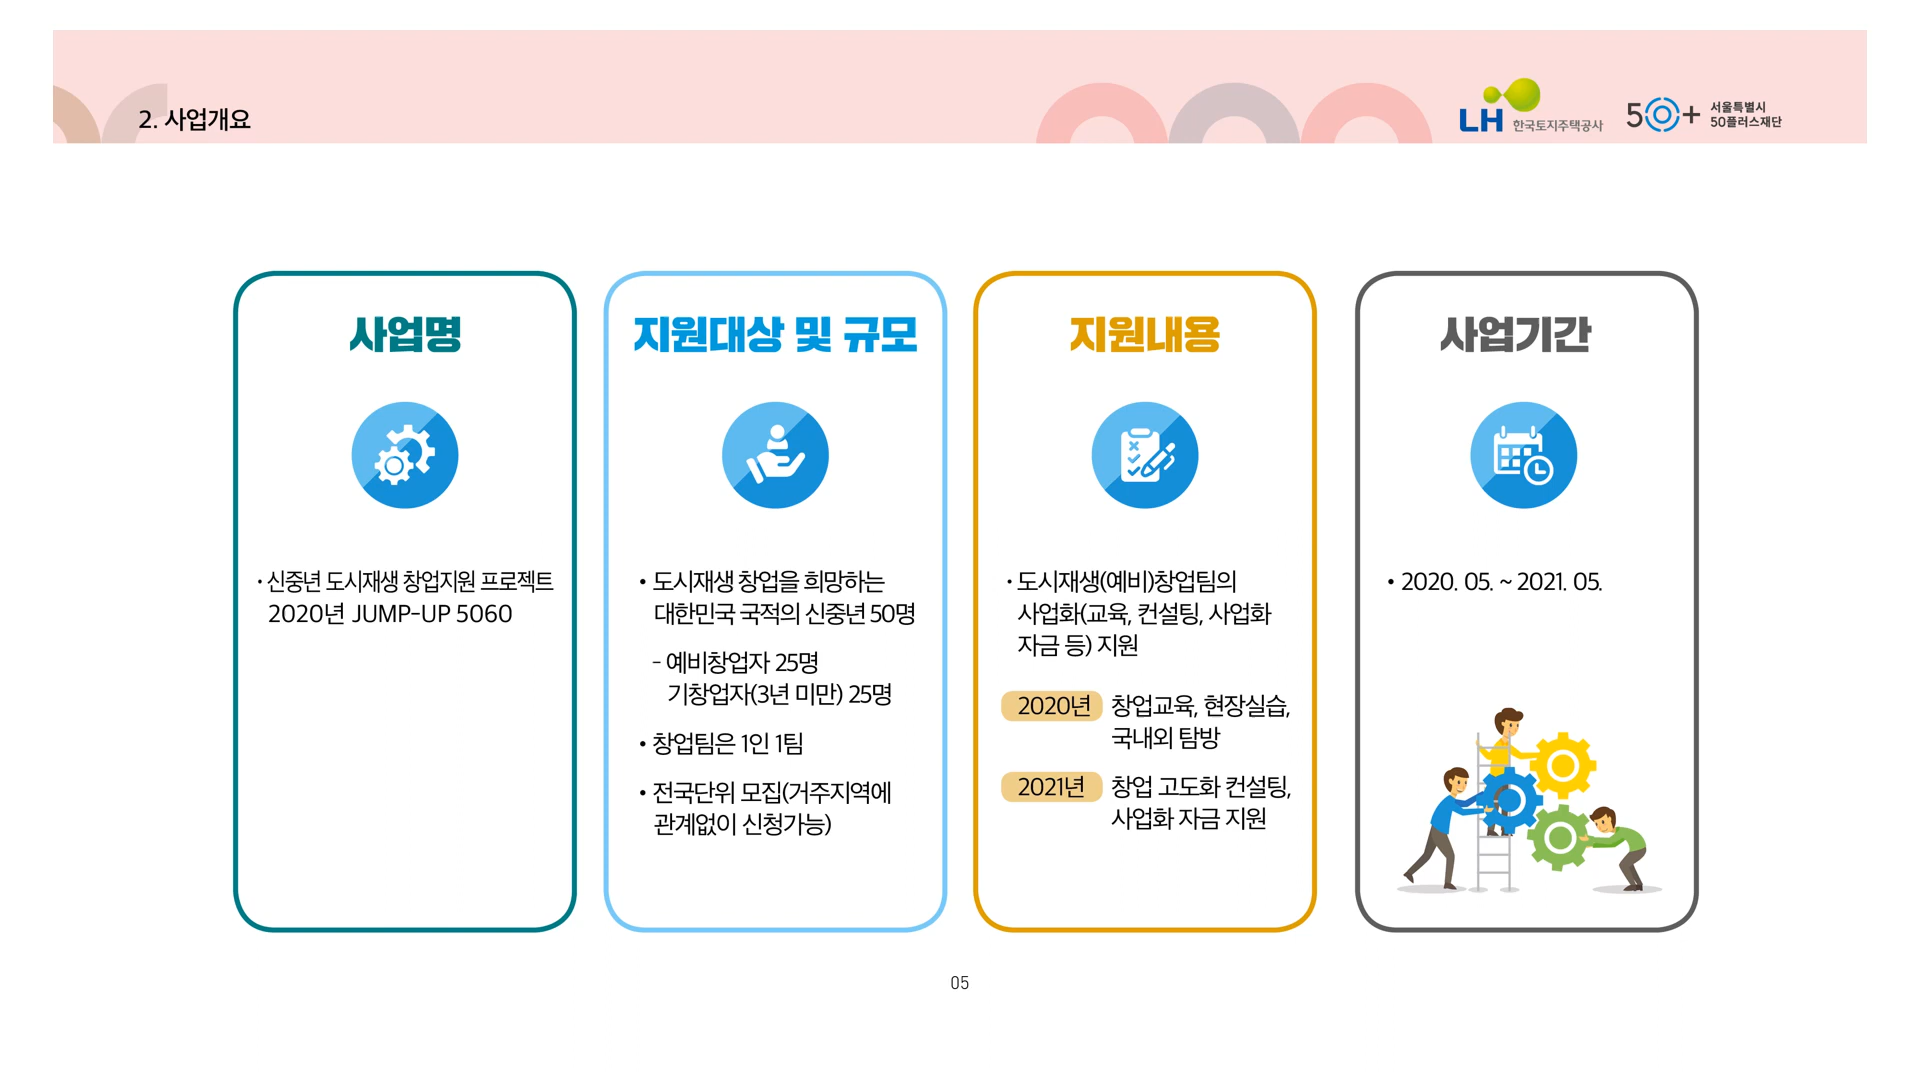 2. 사업개요
LH 한국토지주택공사
50+ 서울특별시
50플러스재단
사업명
· 신중년 도시재생 창업지원 프로젝트
2020년 JUMP-UP 5060
지원대상 및 규모
• 도시재생 창업을 희망하는
대한민국 국적의 신중년 50명
- 예비창업자 25명
기창업자(3년 미만) 25명
• 창업팀은 1인 1팀
• 전국단위 모집(거주지역에
관계없이 신청가능)
지원내용
· 도시재생(예비)창업팀의
사업화(교육, 컨설팅, 사업화
자금 등) 지원
2020년 창업교육, 현장실습,
국내외 탐방
2021년 창업 고도화 컨설팅,
사업화 자금 지원
사업기간
• 2020. 05. ~ 2021. 05.
05